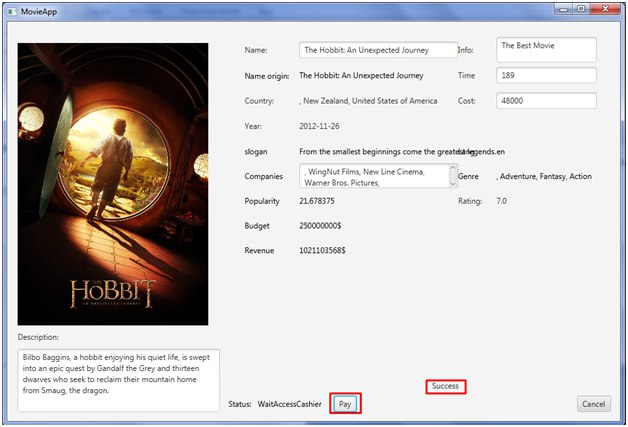 MovieApp
Name:
The Hobbit: An Unexpected Journey
Info:
The Best Movie
Name origin:
The Hobbit: An Unexpected Journey
Time
189
Country:
, New Zealand, United States of America
Cost:
48000
Year:
2012-11-26
slogan
From the smallest beginnings come the greatest legends.
en
Companies
, WingNut Films, New Line Cinema,
Warner Bros. Pictures,
Genre
, Adventure, Fantasy, Action
Popularity
21.678375
Rating:
7.0
Budget
250000000$
Revenue
1021103568$
THE
HOBBIT
AN UNEXPECTED JOURNEY
Description:
Bilbo Baggins, a hobbit enjoying his quiet life, is swept
into an epic quest by Gandalf the Grey and thirteen
dwarves who seek to reclaim their mountain home
from Smaug, the dragon.
Success
Status:
WaitAccessCashier
Pay
Cancel